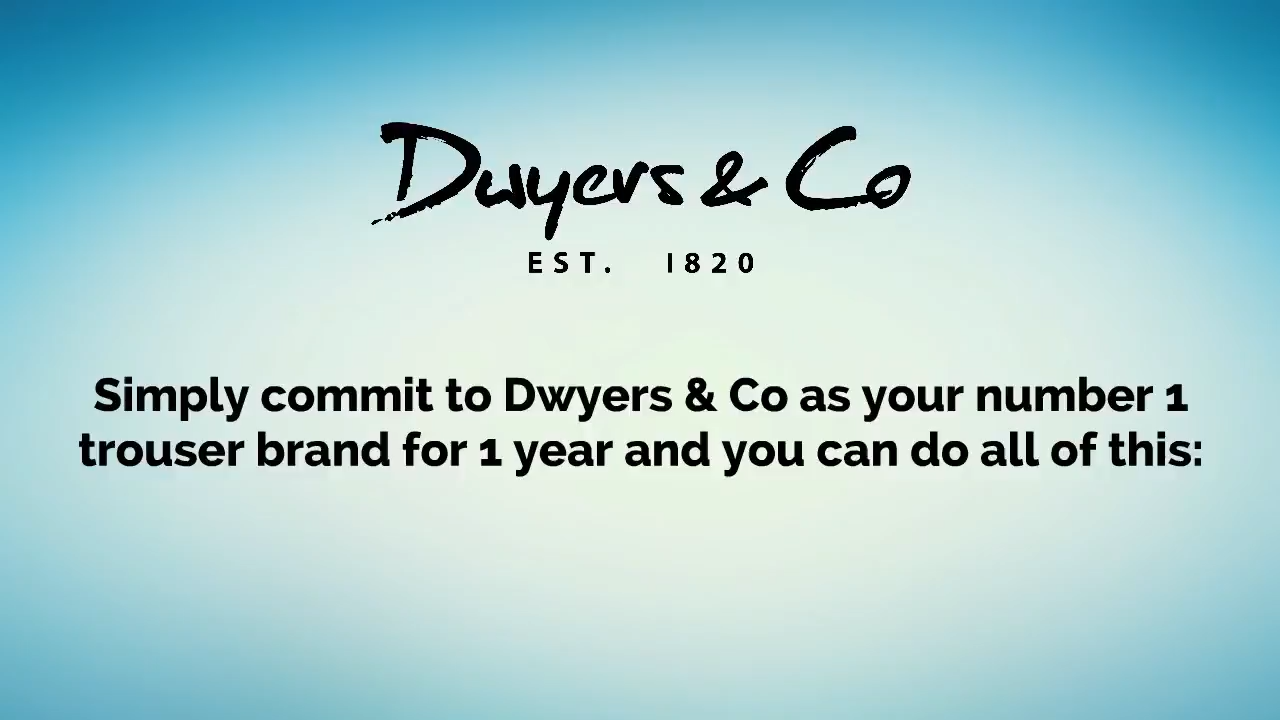 Dwyers & Co
EST. 1820
Simply commit to Dwyers & Co as your number 1
trouser brand for 1 year and you can do all of this: